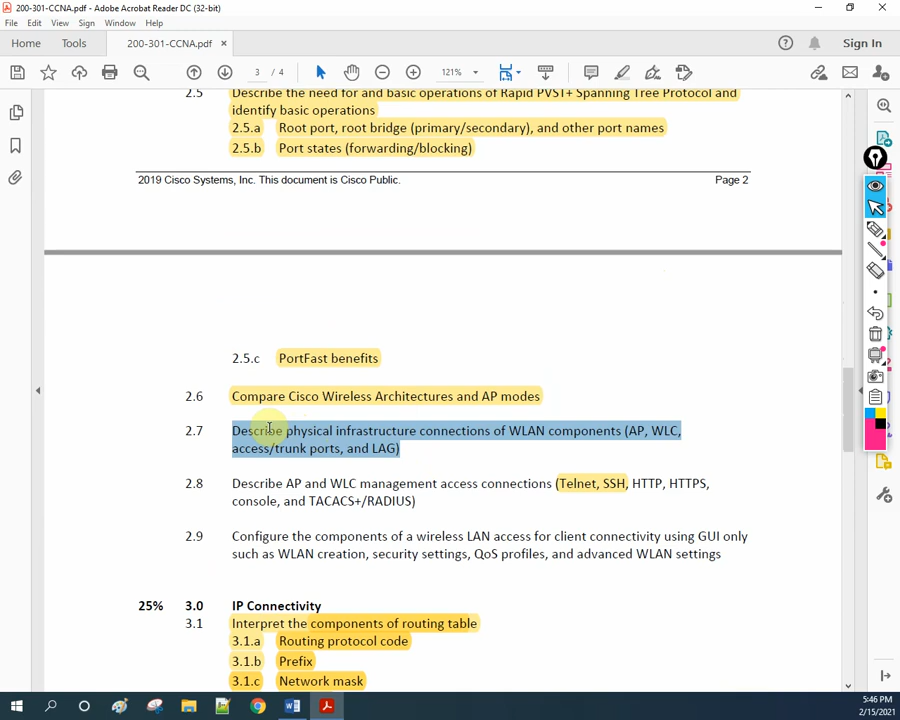 200-301-CCNA.pdf - Adobe Acrobat Reader DC (32-bit)
File Edit View Sign Window Help
Home Tools 200-301-CCNA.pdf × Sign In
3 / 4 121%
2.5 Describe the need for and basic operations of Rapid PVST+ Spanning Tree Protocol and
identify basic operations
2.5.a Root port, root bridge (primary/secondary), and other port names
2.5.b Port states (forwarding/blocking)
2019 Cisco Systems, Inc. This document is Cisco Public. Page 2
2.5.c PortFast benefits
2.6 Compare Cisco Wireless Architectures and AP modes
2.7 Describe physical infrastructure connections of WLAN components (AP, WLC,
access/trunk ports, and LAG)
2.8 Describe AP and WLC management access connections (Telnet, SSH, HTTP, HTTPS,
console, and TACACS+/RADIUS)
2.9 Configure the components of a wireless LAN access for client connectivity using GUI only
such as WLAN creation, security settings, QoS profiles, and advanced WLAN settings
25% 3.0 IP Connectivity
3.1 Interpret the components of routing table
3.1.a Routing protocol code
3.1.b Prefix
3.1.c Network mask
5:46 PM
2/15/2021